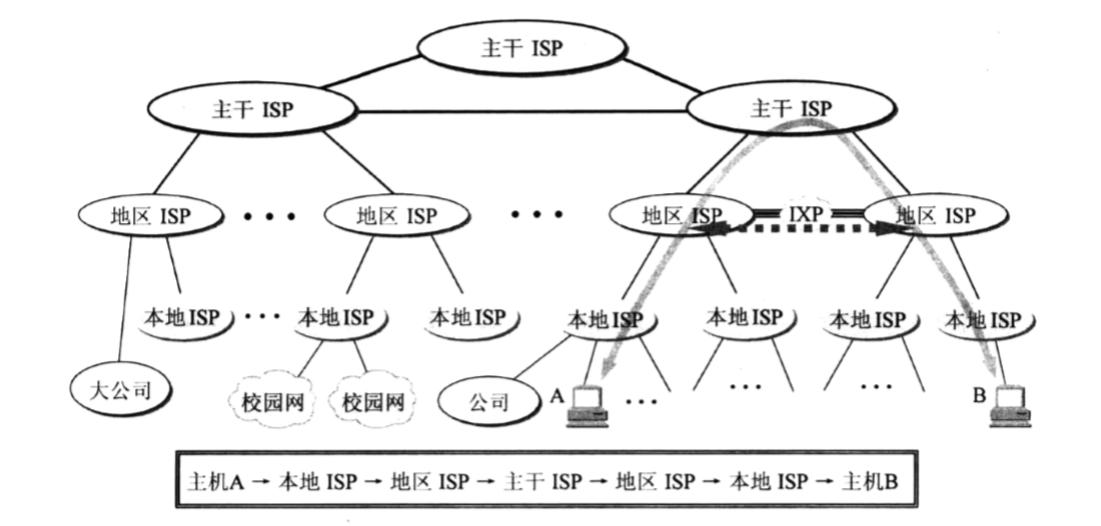 主干 ISP
主干 ISP
主干 ISP
地区 ISP
• • •
地区 ISP
• • •
地区 ISP
IXP
地区 ISP
本地ISP
• • •
本地ISP
本地ISP
本地ISP
本地ISP
本地ISP
本地ISP
大公司
校园网
校园网
公司
A
• • •
• • •
• • •
B
主机A → 本地 ISP → 地区 ISP → 主干 ISP → 地区 ISP → 本地 ISP → 主机B